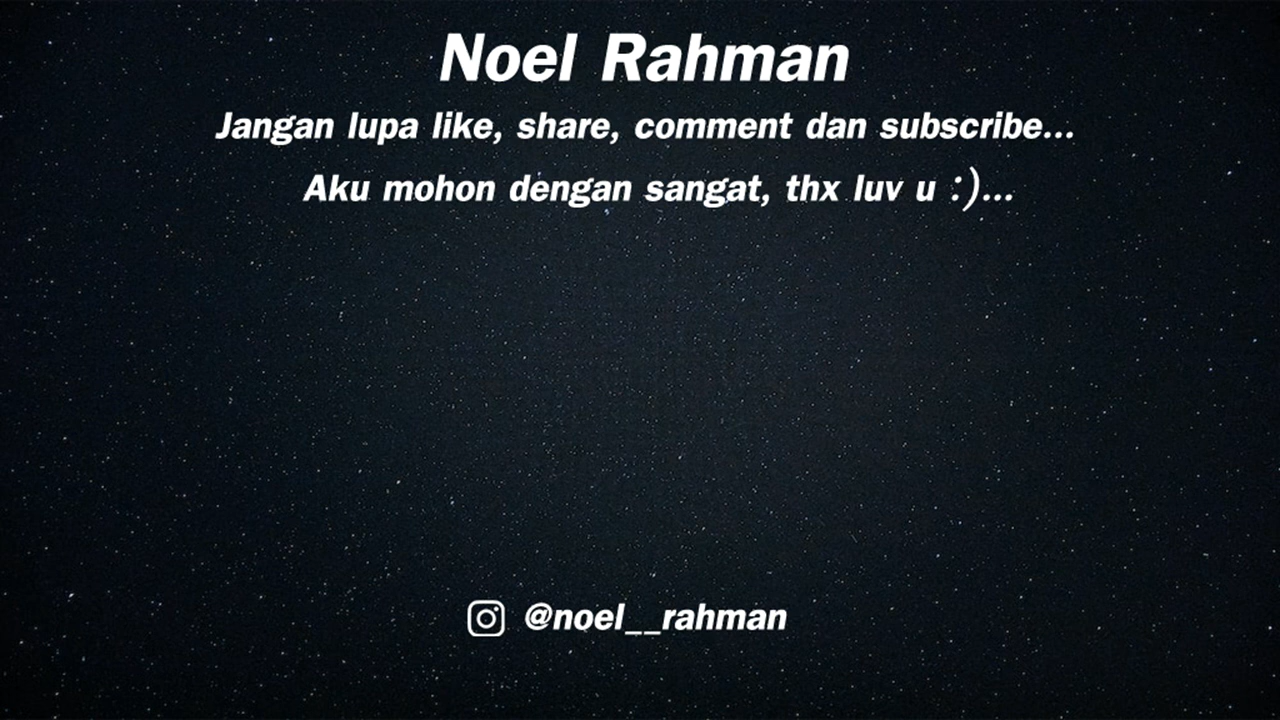 Noel Rahman
Jangan lupa like, share, comment dan subscribe...
Aku mohon dengan sangat, thx luv u :)...
@noel__rahman